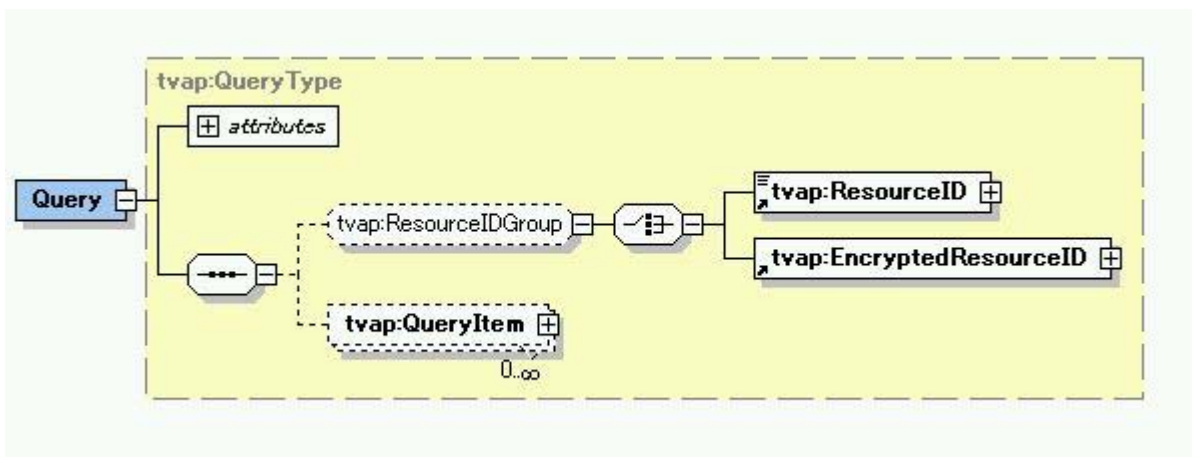 tvap:QueryType
attributes
Query
tvap:ResourceIDGroup
tvap:ResourceID
tvap:EncryptedResourceID
tvap:QueryItem
0..∞